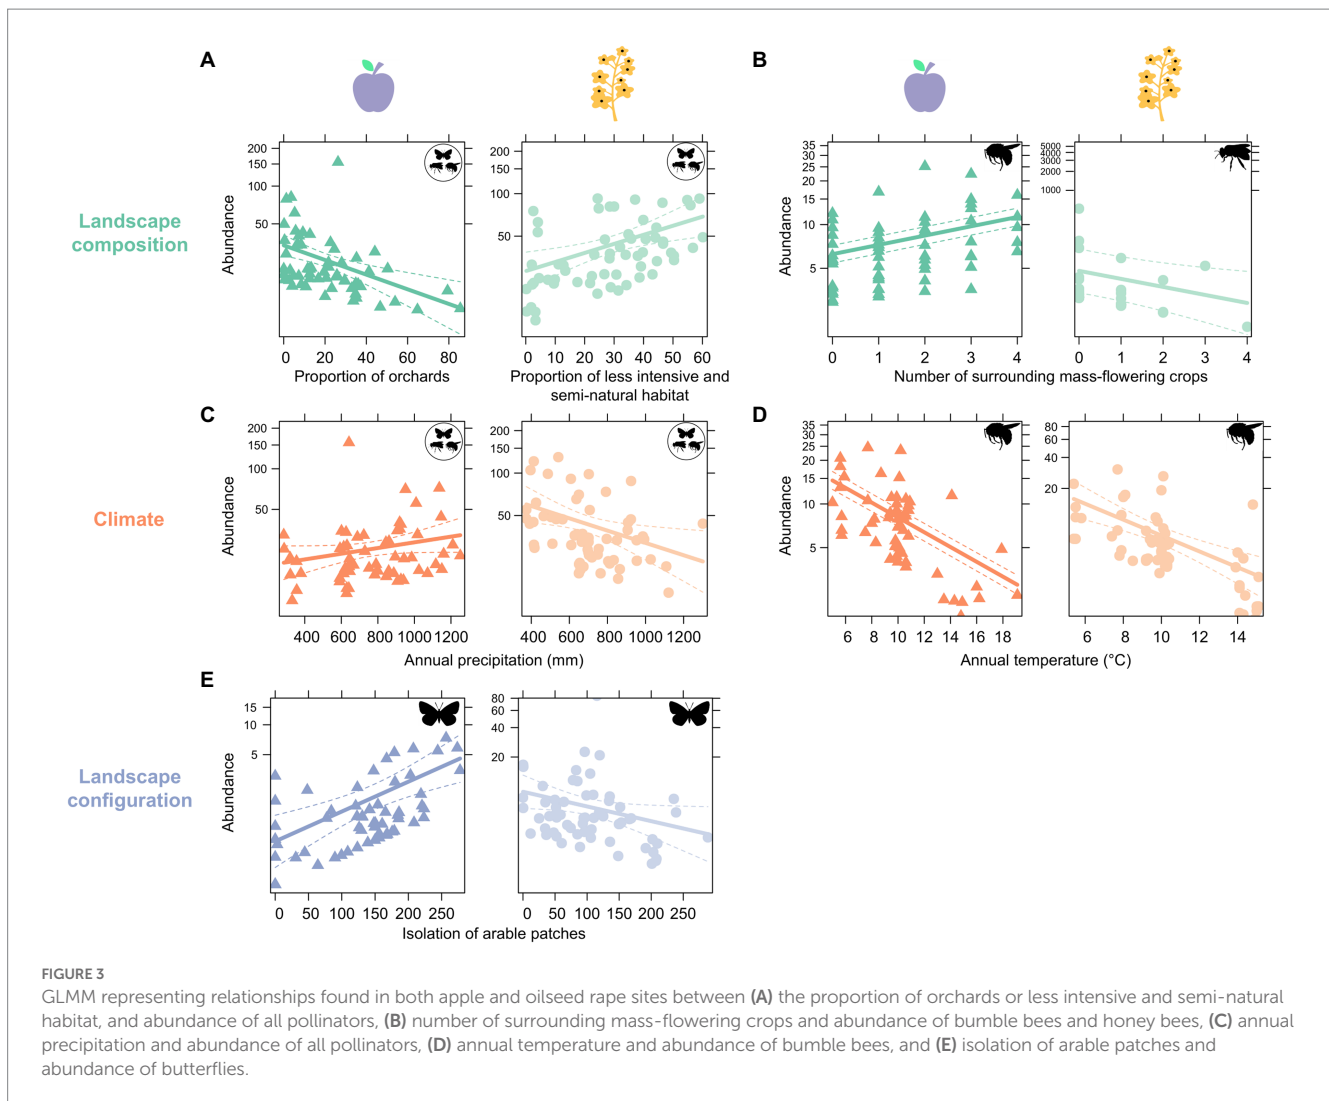 A
B
200
150
100
50
Abundance
0 20 40 60 80
Proportion of orchards
200
150
100
50
0 10 20 30 40 50 60
Proportion of less intensive and
semi-natural habitat
35
30
25
20
15
10
5
Abundance
0 1 2 3 4
5000
4000
3000
2000
1000
0 1 2 3 4
Number of surrounding mass-flowering crops
Landscape
composition
C
D
200
150
100
50
Abundance
400 600 800 1000 1200
200
150
100
50
400 600 800 1000 1200
Annual precipitation (mm)
35
30
25
20
15
10
5
Abundance
6 8 10 12 14 16 18
80
60
40
20
6 8 10 12 14
Annual temperature (°C)
Climate
E
15
10
5
Abundance
0 50 100 150 200 250
80
60
40
20
0 50 100 150 200 250
Isolation of arable patches
Landscape
configuration
FIGURE 3
GLMM representing relationships found in both apple and oilseed rape sites between (A) the proportion of orchards or less intensive and semi-natural
habitat, and abundance of all pollinators, (B) number of surrounding mass-flowering crops and abundance of bumble bees and honey bees, (C) annual
precipitation and abundance of all pollinators, (D) annual temperature and abundance of bumble bees, and (E) isolation of arable patches and
abundance of butterflies.